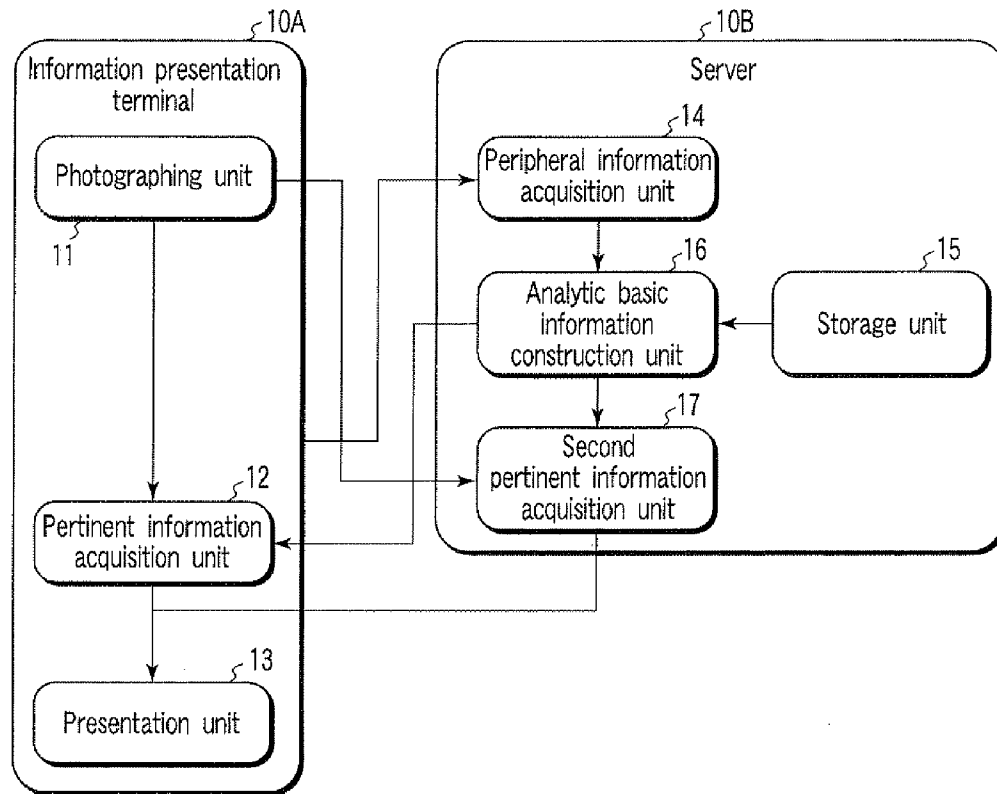 10A
Information presentation
terminal
Photographing unit
11
12
Pertinent information
acquisition unit
13
Presentation unit
10B
Server
14
Peripheral information
acquisition unit
16
Analytic basic
information
construction unit
15
Storage unit
17
Second
pertinent information
acquisition unit